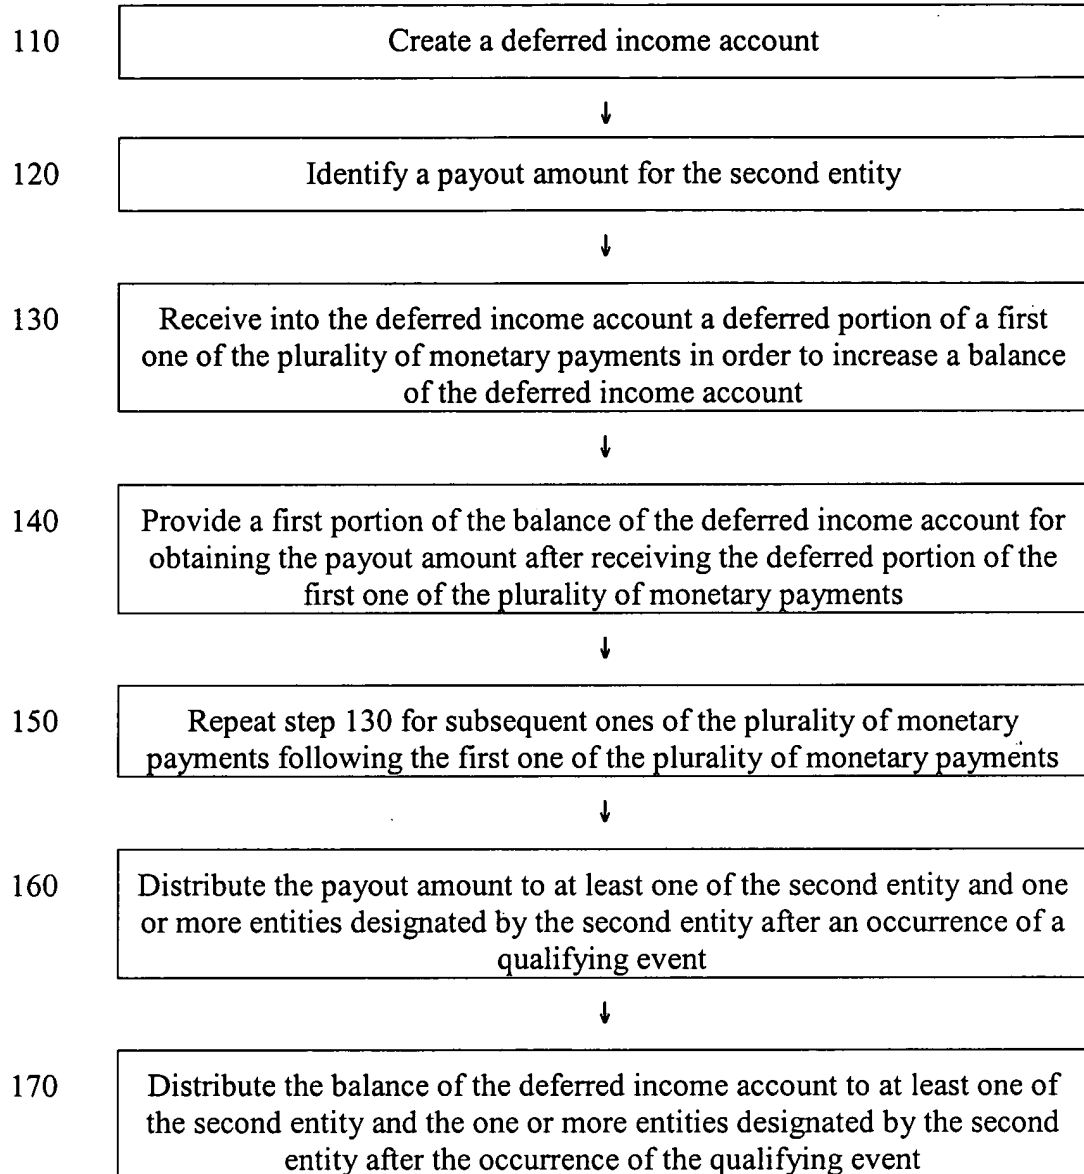 110
Create a deferred income account
↓
120
Identify a payout amount for the second entity
↓
130
Receive into the deferred income account a deferred portion of a first
one of the plurality of monetary payments in order to increase a balance
of the deferred income account
↓
140
Provide a first portion of the balance of the deferred income account for
obtaining the payout amount after receiving the deferred portion of the
first one of the plurality of monetary payments
↓
150
Repeat step 130 for subsequent ones of the plurality of monetary
payments following the first one of the plurality of monetary payments
↓
160
Distribute the payout amount to at least one of the second entity and one
or more entities designated by the second entity after an occurrence of a
qualifying event
↓
170
Distribute the balance of the deferred income account to at least one of
the second entity and the one or more entities designated by the second
entity after the occurrence of the qualifying event